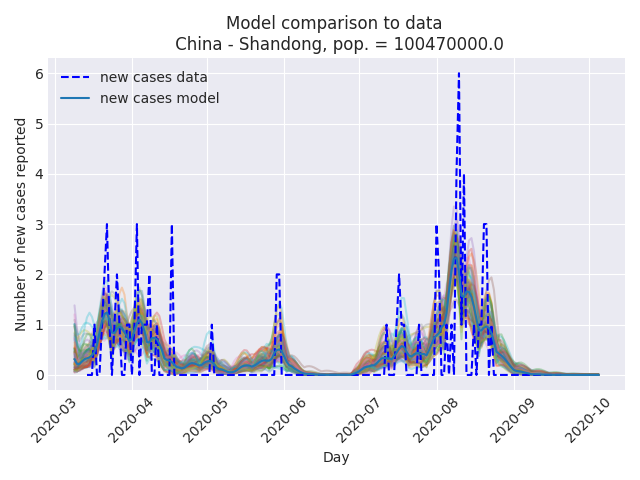 Model comparison to data
China - Shandong, pop. = 100470000.0
new cases data
new cases model
Number of new cases reported
6
5
4
3
2
1
0
2020-03
2020-04
2020-05
2020-06
2020-07
2020-08
2020-09
2020-10
Day